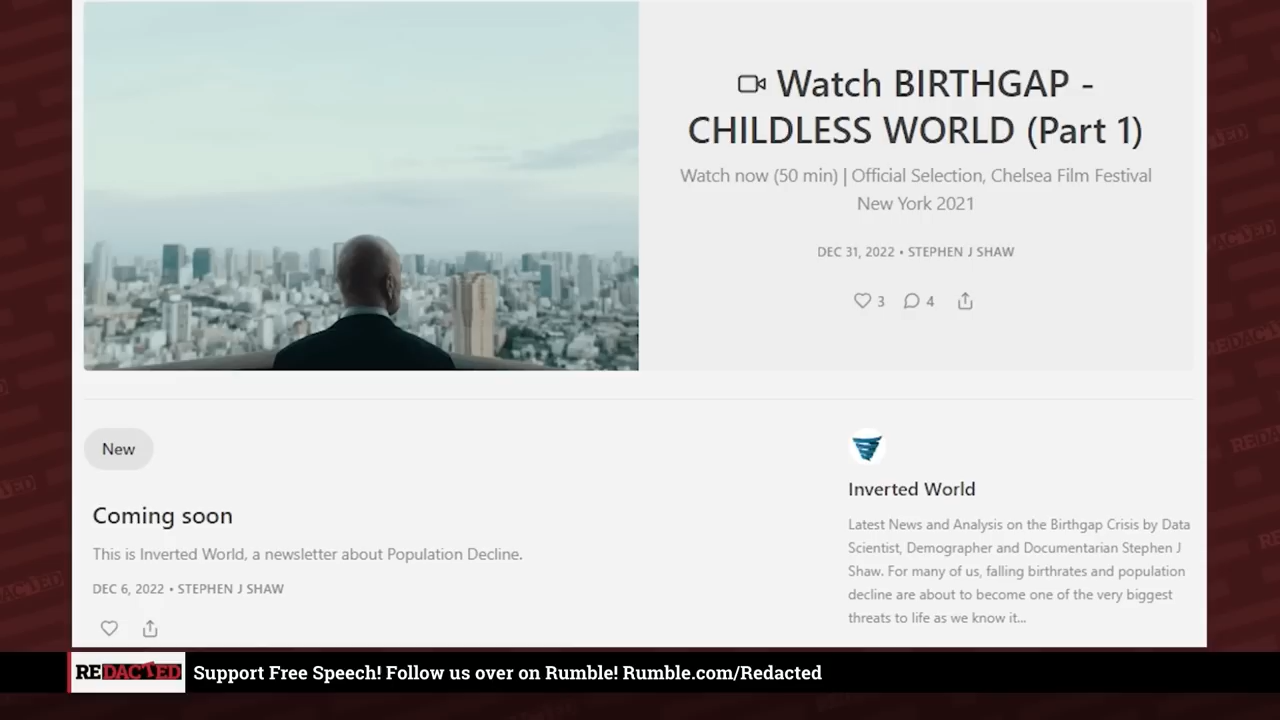 Watch BIRTHGAP -
CHILDLESS WORLD (Part 1)
Watch now (50 min) | Official Selection, Chelsea Film Festival
New York 2021
DEC 31, 2022 • STEPHEN J SHAW
3 4
New
Coming soon
This is Inverted World, a newsletter about Population Decline.
DEC 6, 2022 • STEPHEN J SHAW
Inverted World
Latest News and Analysis on the Birthgap Crisis by Data
Scientist, Demographer and Documentarian Stephen J
Shaw. For many of us, falling birthrates and population
decline are about to become one of the very biggest
threats to life as we know it...
REDACTED Support Free Speech! Follow us over on Rumble! Rumble.com/Redacted